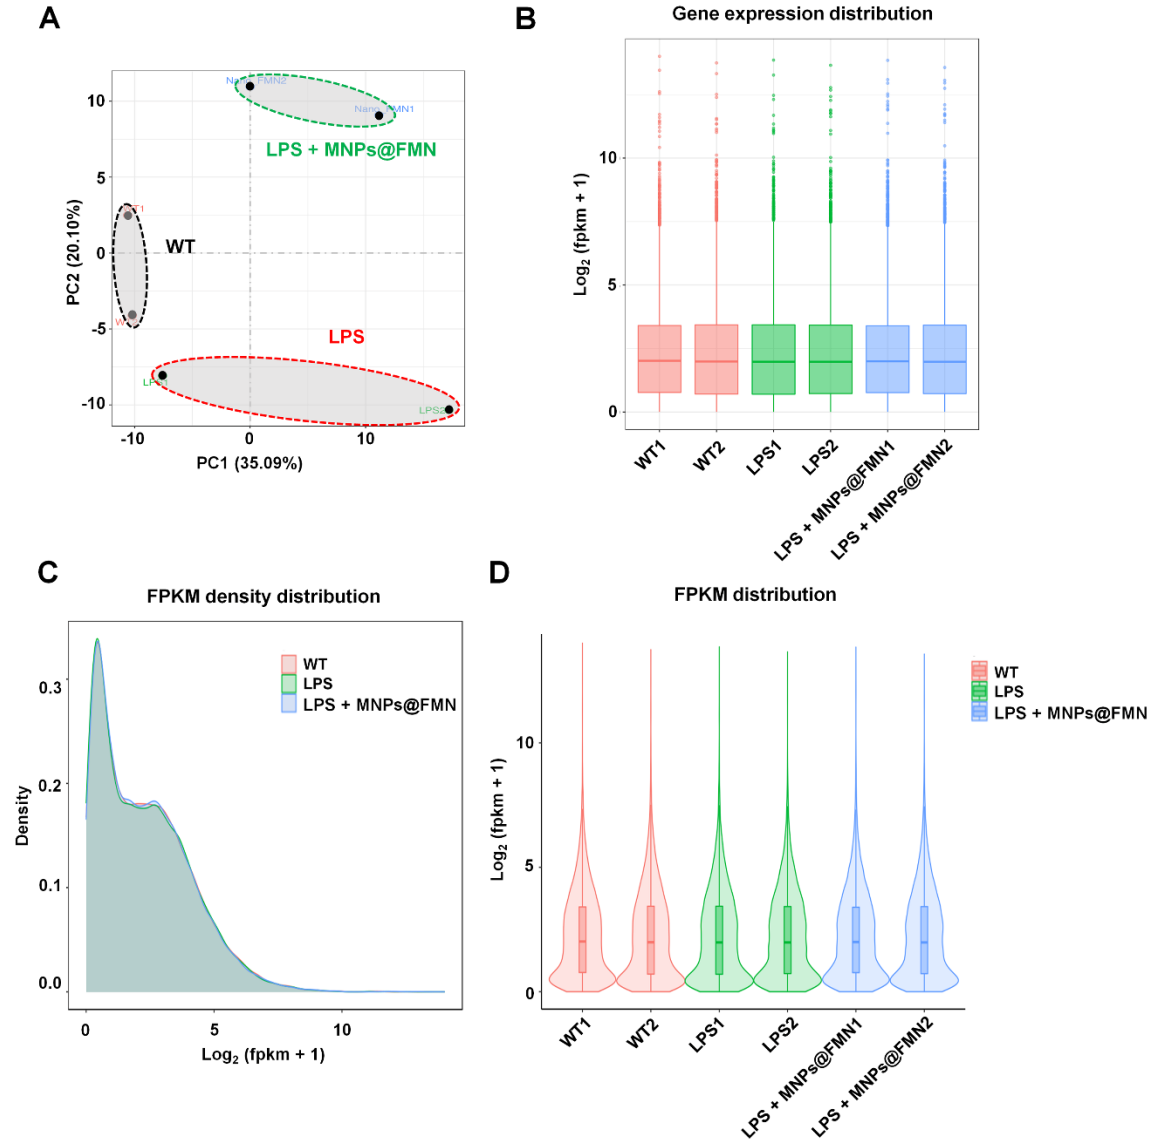 A
Nano_FMN2
Nano_FMN1
LPS + MNPs@FMN
WT
LPS
LPS1
LPS2
10
5
0
-5
-10
PC2 (20.10%)
-10
0
10
PC1 (35.09%)
B
Gene expression distribution
10
5
0
Log2 (fpkm + 1)
WT1
WT2
LPS1
LPS2
LPS + MNPs@FMN1
LPS + MNPs@FMN2
C
FPKM density distribution
WT
LPS
LPS + MNPs@FMN
0.3
0.2
0.1
0.0
Density
0
5
10
Log2 (fpkm + 1)
D
FPKM distribution
WT
LPS
LPS + MNPs@FMN
10
5
0
Log2 (fpkm + 1)
WT1
WT2
LPS1
LPS2
LPS + MNPs@FMN1
LPS + MNPs@FMN2